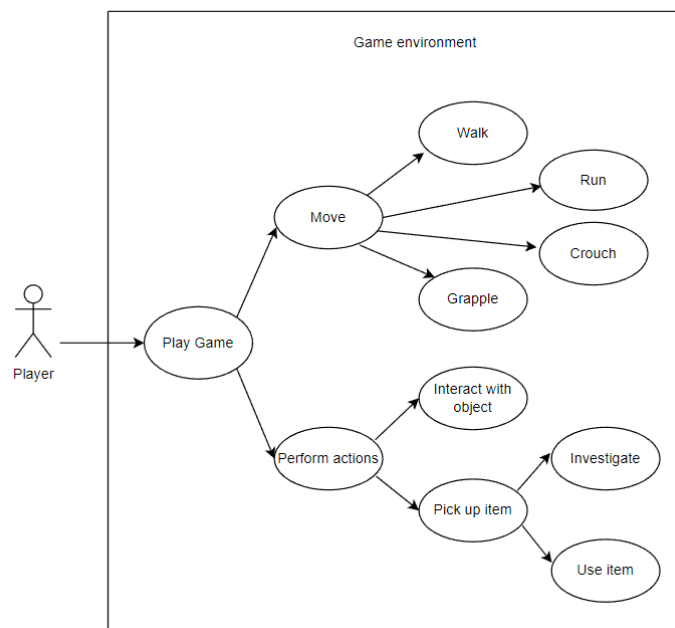 Game environment
Walk
Run
Move
Crouch
Grapple
Play Game
Player
Interact with
object
Perform actions
Investigate
Pick up item
Use item